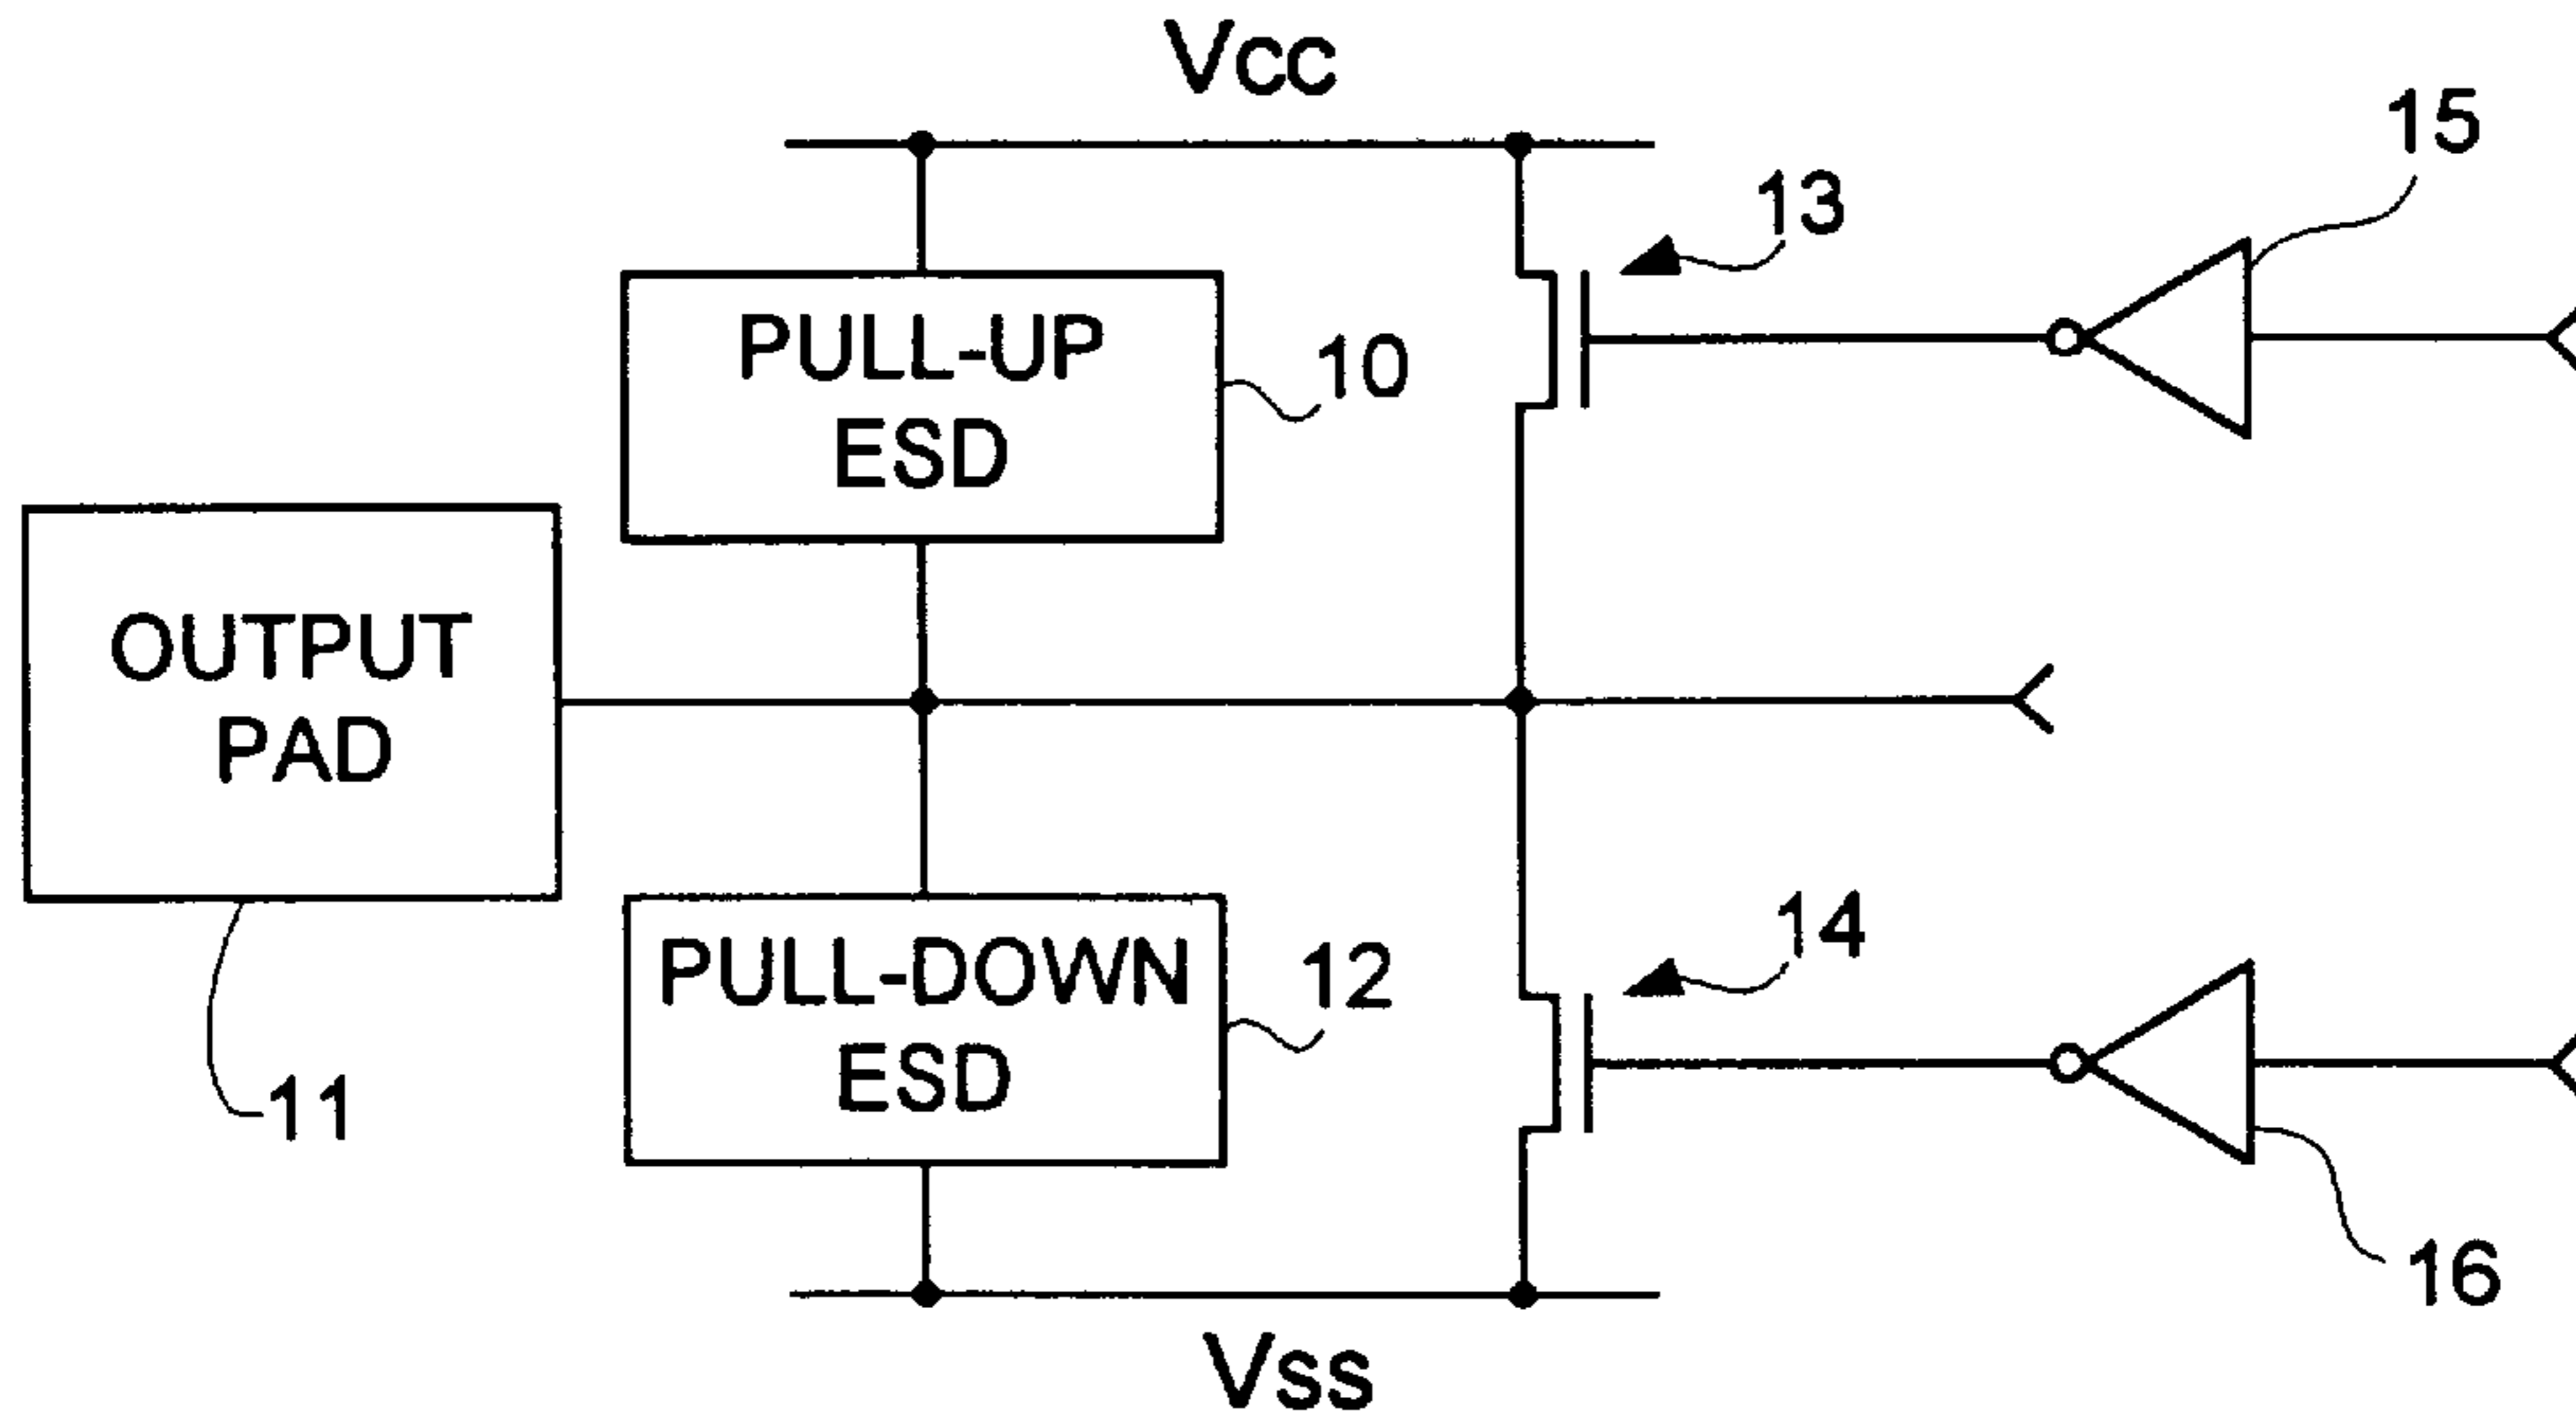 Vcc
15
13
PULL-UP
ESD
10
OUTPUT
PAD
14
PULL-DOWN
ESD
12
11
16
Vss